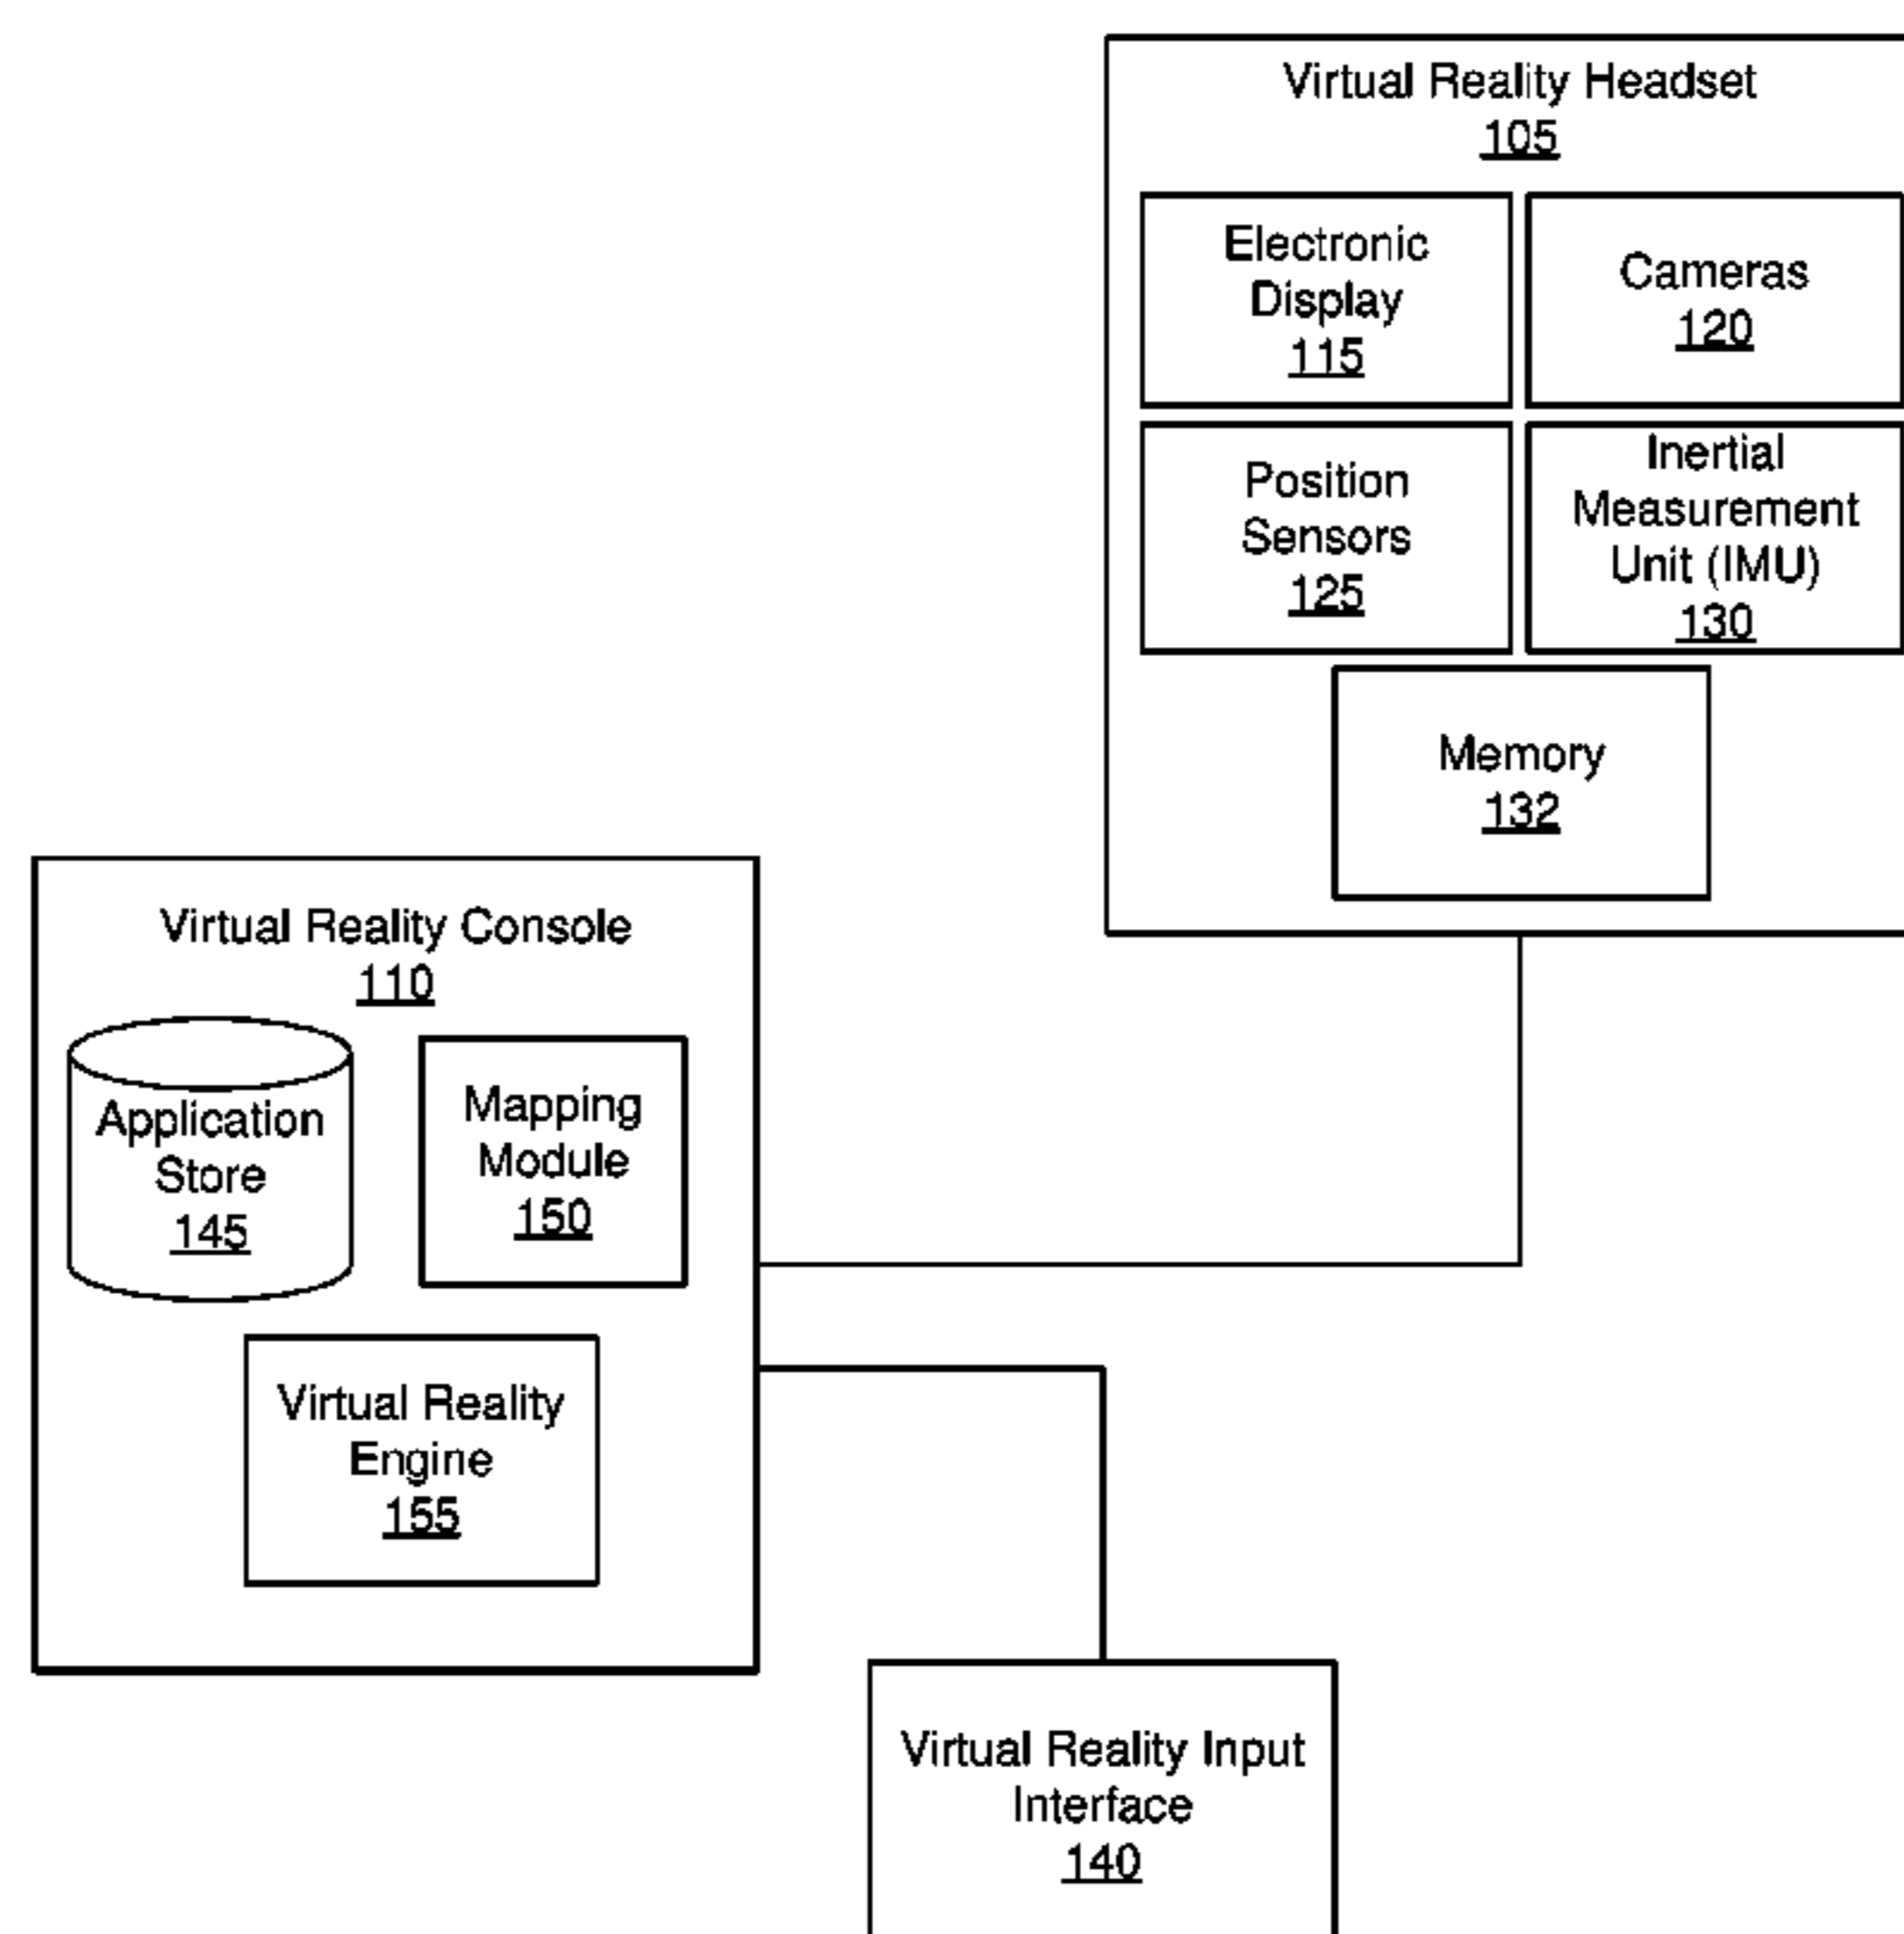 Virtual Reality Headset
105
Electronic
Display
115
Cameras
120
Position
Sensors
125
Inertial
Measurement
Unit (IMU)
130
Memory
132
Virtual Reality Console
110
Application
Store
145
Mapping
Module
150
Virtual Reality
Engine
155
Virtual Reality Input
Interface
140